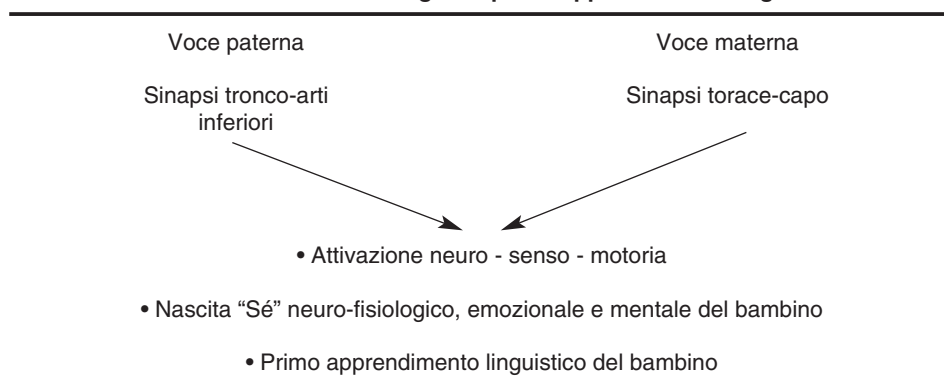 Voce paterna
Voce materna
Sinapsi tronco-arti
inferiori
Sinapsi torace-capo
• Attivazione neuro - senso - motoria
• Nascita “Sé” neuro-fisiologico, emozionale e mentale del bambino
• Primo apprendimento linguistico del bambino